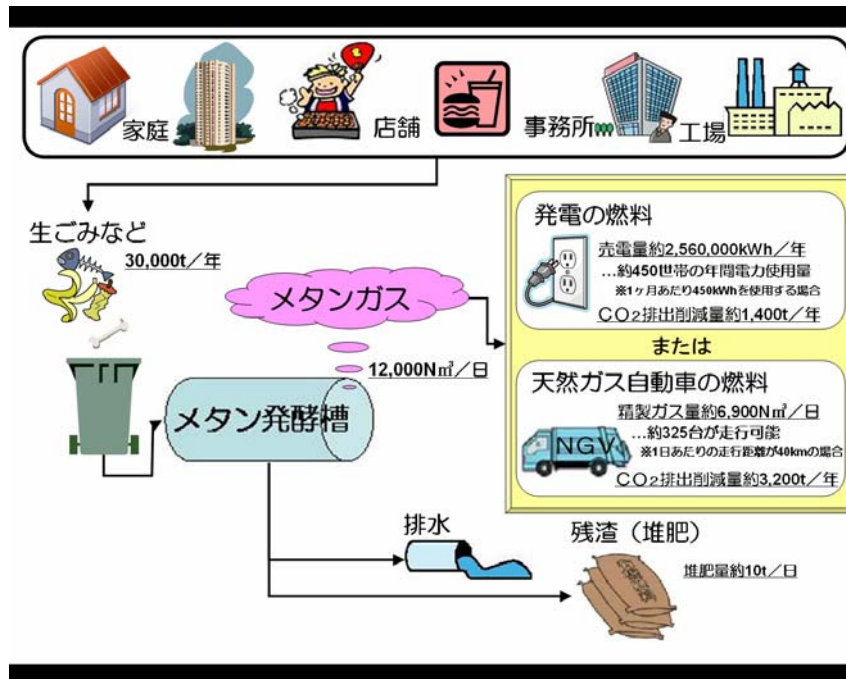 家庭
店舗
事務所
工場
生ごみなど
30,000t/年
メタンガス
12,000N㎥/日
メタン発酵槽
発電の燃料
売電量約2,560,000kWh/年
…約450世帯の年間電力使用量
※1ヶ月あたり450kWhを使用する場合
CO₂排出削減量約1,400t/年
または
天然ガス自動車の燃料
精製ガス量約6,900N㎥/日
…約325台が走行可能
※1日あたりの走行距離が40kmの場合
NGV
CO₂排出削減量約3,200t/年
排水
残渣（堆肥）
堆肥量約10t/日